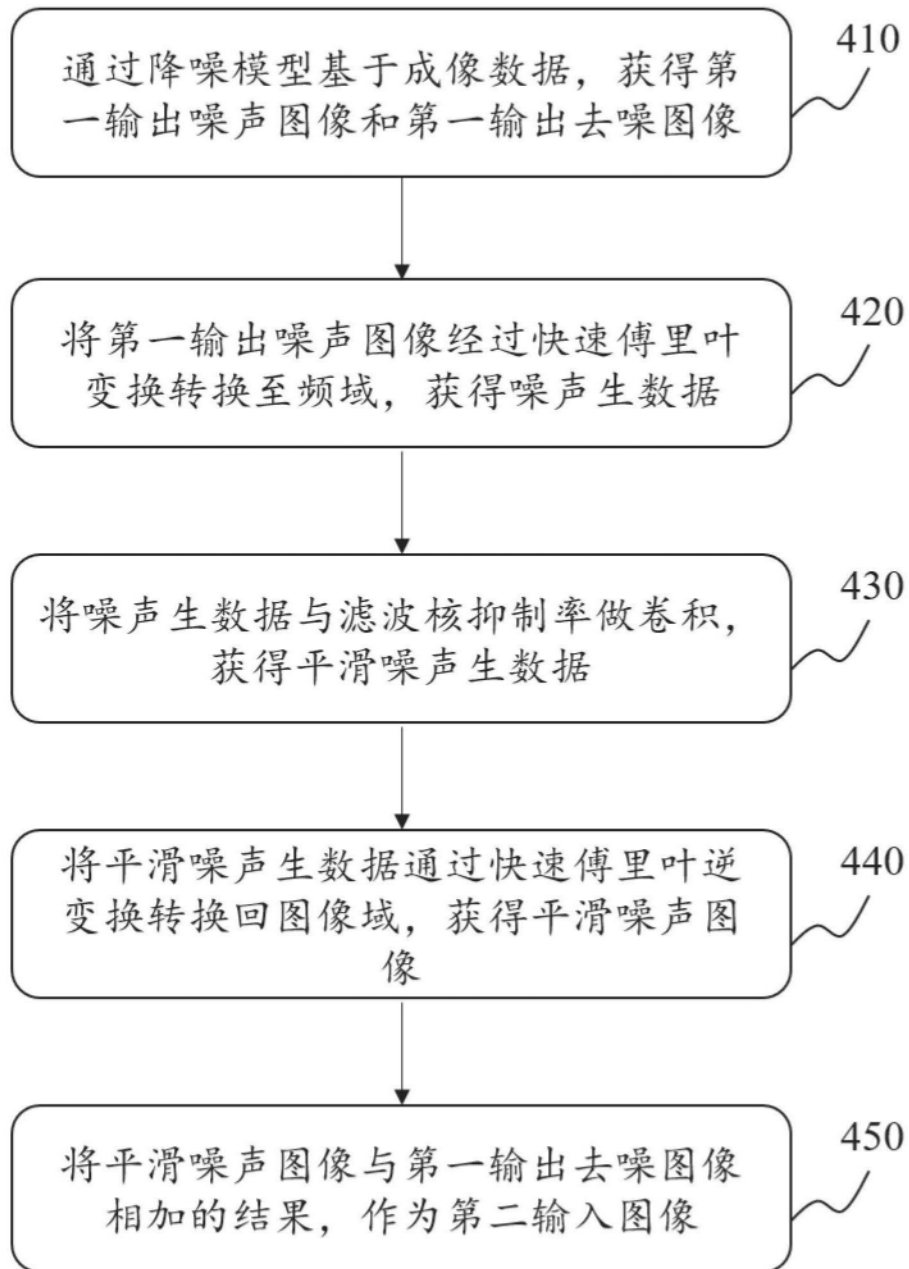 通过降噪模型基于成像数据，获得第
一输出噪声图像和第一输出去噪图像
410
将第一输出噪声图像经过快速傅里叶
变换转换至频域，获得噪声生数据
420
将噪声生数据与滤波核抑制率做卷积，
获得平滑噪声生数据
430
将平滑噪声生数据通过快速傅里叶逆
变换转换回图像域，获得平滑噪声图
像
440
将平滑噪声图像与第一输出去噪图像
相加的结果，作为第二输入图像
450